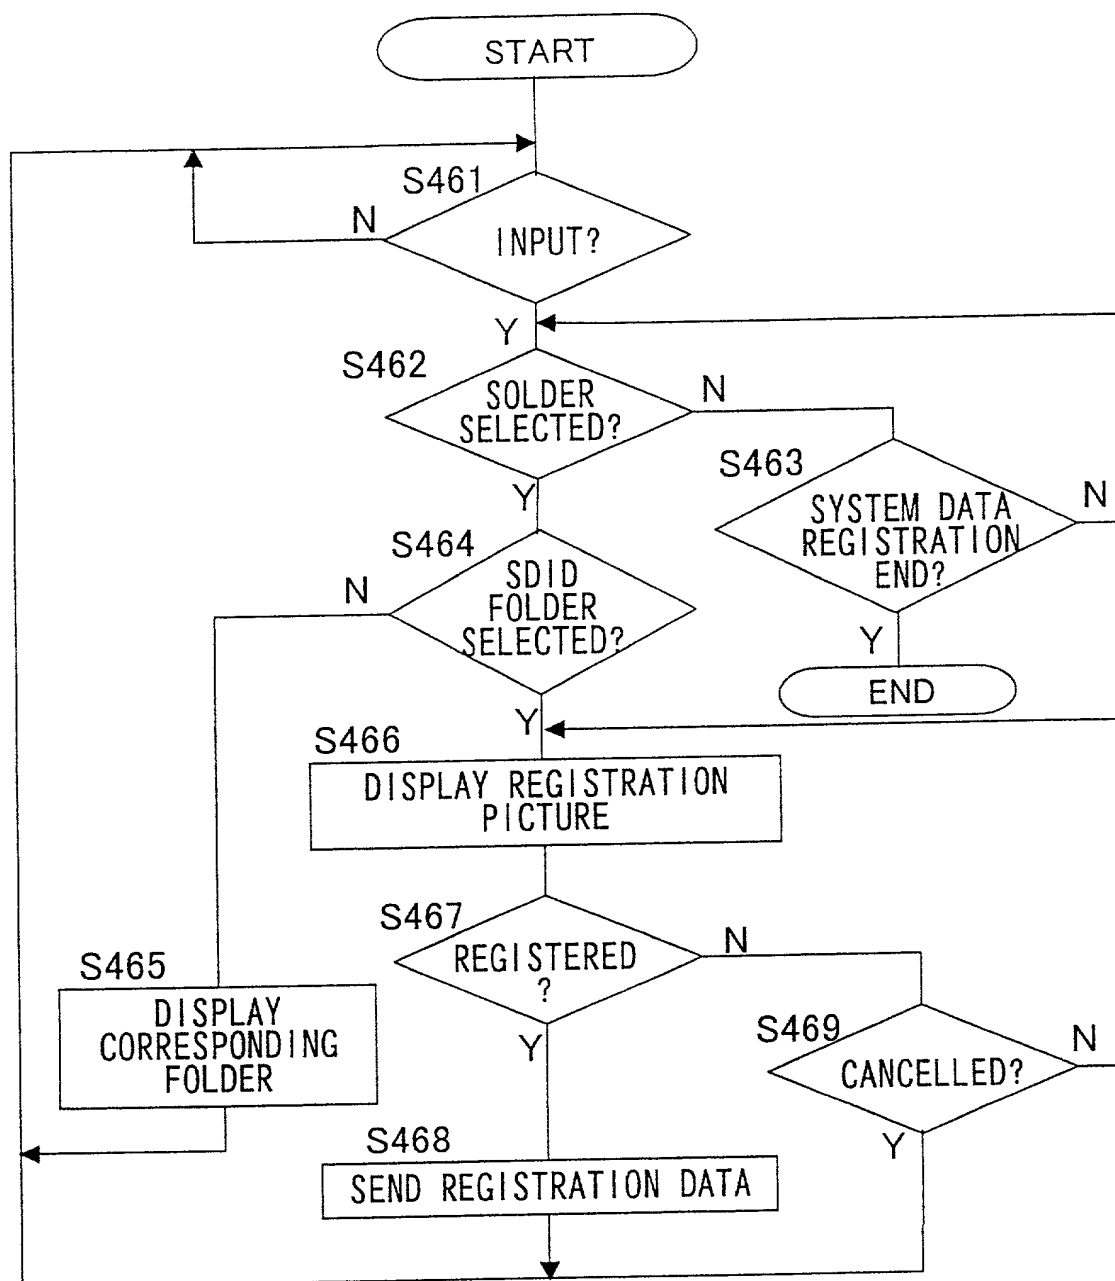 START
S461
N
INPUT?
Y
S462
SOLDER
SELECTED?
N
Y
S463
SYSTEM DATA
REGISTRATION
END?
N
Y
END
S464
SDID
FOLDER
SELECTED?
N
Y
S466
DISPLAY REGISTRATION
PICTURE
S467
REGISTERED
?
N
Y
S465
DISPLAY
CORRESPONDING
FOLDER
S469
CANCELLED?
N
Y
S468
SEND REGISTRATION DATA